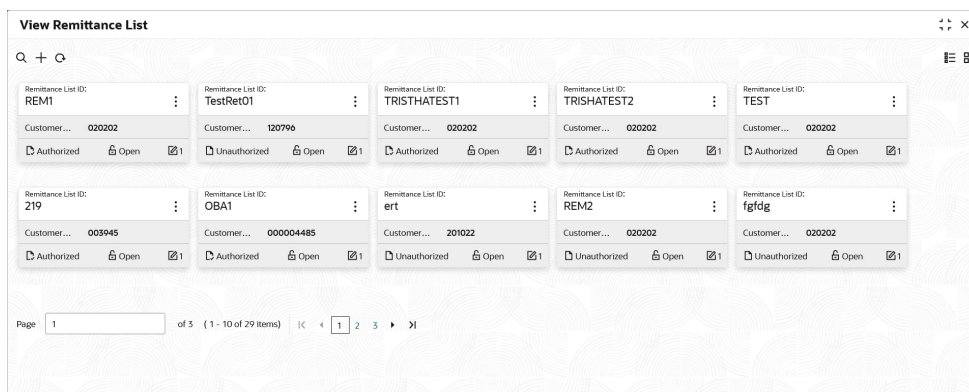 View Remittance List
Remittance List ID: Remittance List ID: Remittance List ID: Remittance List ID: Remittance List ID:
REM1 TestRet01 TRISTHATEST1 TRISHATEST2 TEST
Customer... 020202 Customer... 120796 Customer... 020202 Customer... 020202 Customer... 020202
Authorized Open 1 Unauthorized Open 1 Authorized Open 1 Authorized Open 1 Authorized Open 1
Remittance List ID: Remittance List ID: Remittance List ID: Remittance List ID: Remittance List ID:
219 OBA1 ert REM2 fgfdg
Customer... 003945 Customer... 000004485 Customer... 201022 Customer... 020202 Customer... 020202
Authorized Open 1 Authorized Open 1 Unauthorized Open 1 Unauthorized Open 1 Unauthorized Open 1
Page 1 of 3 ( 1 - 10 of 29 items) 1 2 3